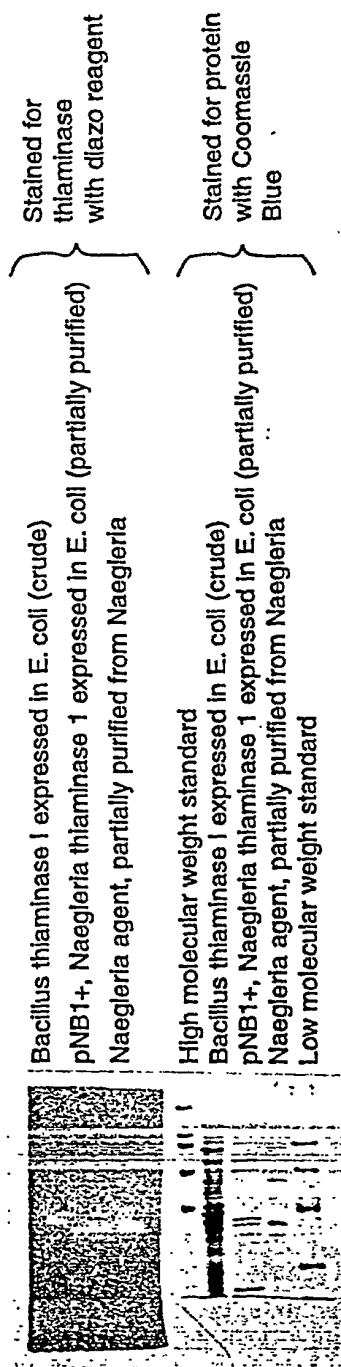 Bacillus thiaminase I expressed in E. coli (crude)
pNB1+, Naegleria thiaminase 1 expressed in E. coli (partially purified)
Naegleria agent, partially purified from Naegleria
Stained for
thiaminase
with diazo reagent
High molecular weight standard
Bacillus thiaminase I expressed in E. coli (crude)
pNB1+, Naegleria thiaminase 1 expressed in E. coli (partially purified)
Naegleria agent, partially purified from Naegleria
Low molecular weight standard
Stained for protein
with Coomassie
Blue